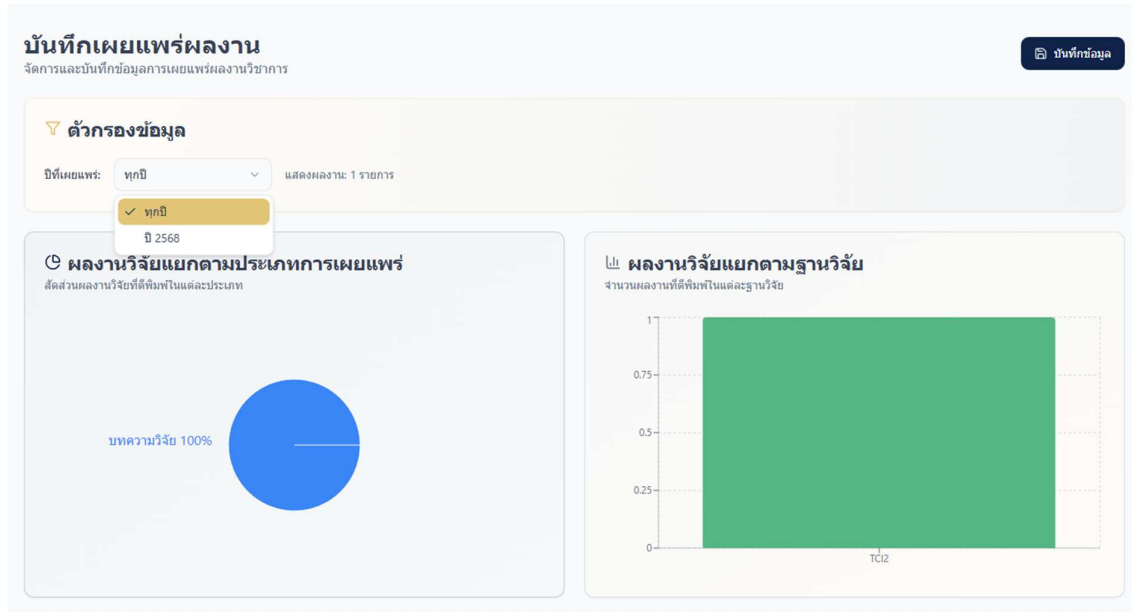 บันทึกเผยแพร่ผลงาน
จัดการและบันทึกข้อมูลการเผยแพร่ผลงานวิชาการ
บันทึกข้อมูล
ตัวกรองข้อมูล
ปีที่เผยแพร่:
ทุกปี
แสดงผลงาน: 1 รายการ
ทุกปี
ปี 2568
ผลงานวิจัยแยกตามประเภทการเผยแพร่
สัดส่วนผลงานวิจัยที่ตีพิมพ์ในแต่ละประเภท
บทความวิจัย 100%
ผลงานวิจัยแยกตามฐานวิจัย
จำนวนผลงานที่ตีพิมพ์ในแต่ละฐานวิจัย
1
0.75
0.5
0.25
0
TCI2